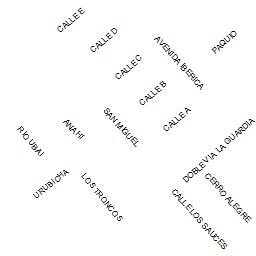 CALLE E
CALLE D
PAQUIO
AVENIDA IBERICA
CALLE C
CALLE B
CALLE A
SAN MIGUEL
ANAHI
RIO UBAI
DOBLE VIA LA GUARDIA
URUBICHA
LOS TRONCOS
CERRO ALEGRE
CALLE LOS SAUCES